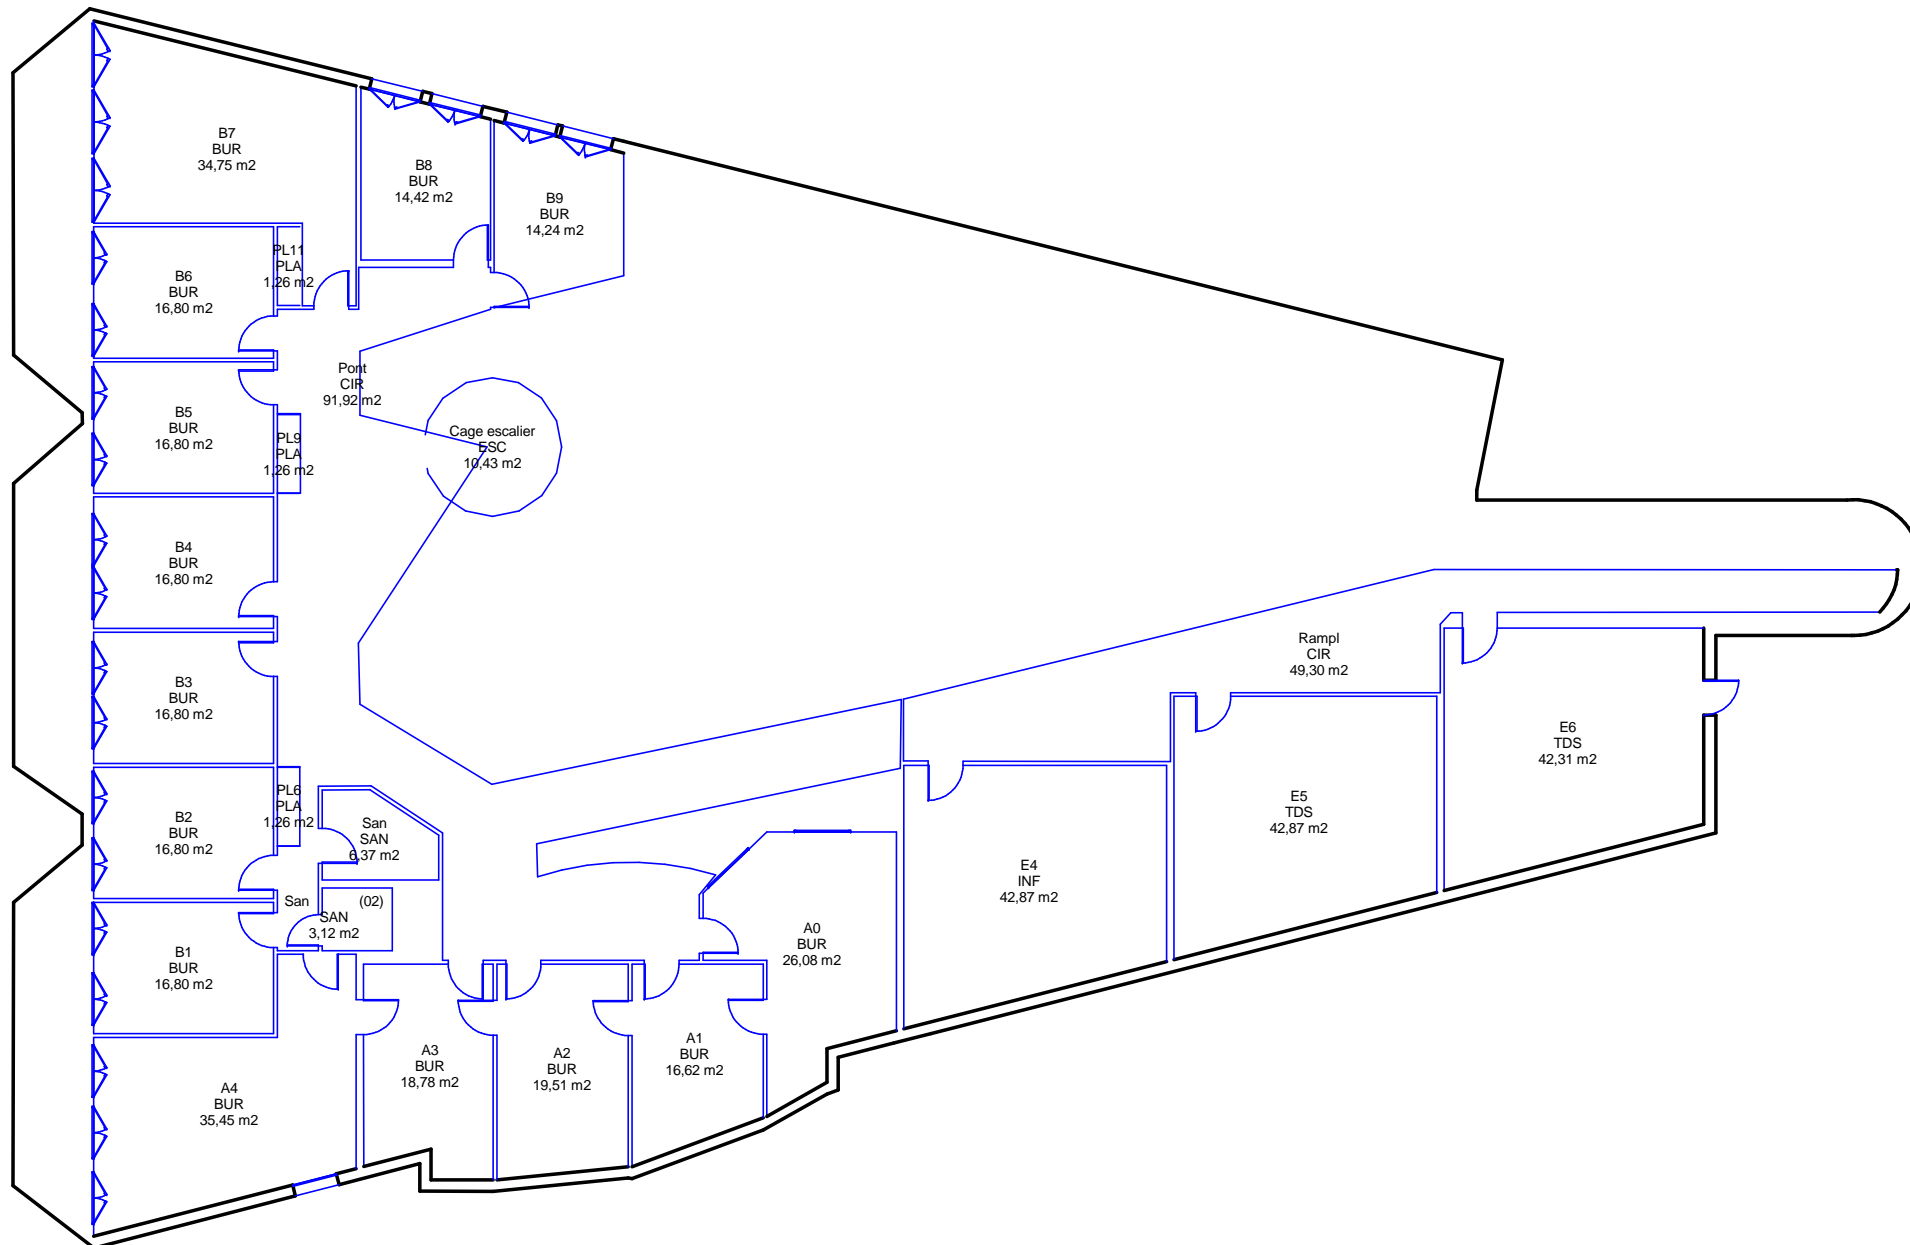 B7
BUR
34,75 m2
B8
BUR
14,42 m2
B9
BUR
14,24 m2
PL11
PLA
1,26 m2
B6
BUR
16,80 m2
Pont
CIR
91,92 m2
B5
BUR
16,80 m2
PL9
PLA
1,26 m2
Cage escalier
ESC
10,43 m2
B4
BUR
16,80 m2
B3
BUR
16,80 m2
Rampl
CIR
49,30 m2
E6
TDS
42,31 m2
E5
TDS
42,87 m2
PL6
PLA
1,26 m2
B2
BUR
16,80 m2
San
SAN
6,37 m2
E4
INF
42,87 m2
San
(02)
SAN
3,12 m2
A0
BUR
26,08 m2
B1
BUR
16,80 m2
A1
BUR
16,62 m2
A3
BUR
18,78 m2
A2
BUR
19,51 m2
A4
BUR
35,45 m2